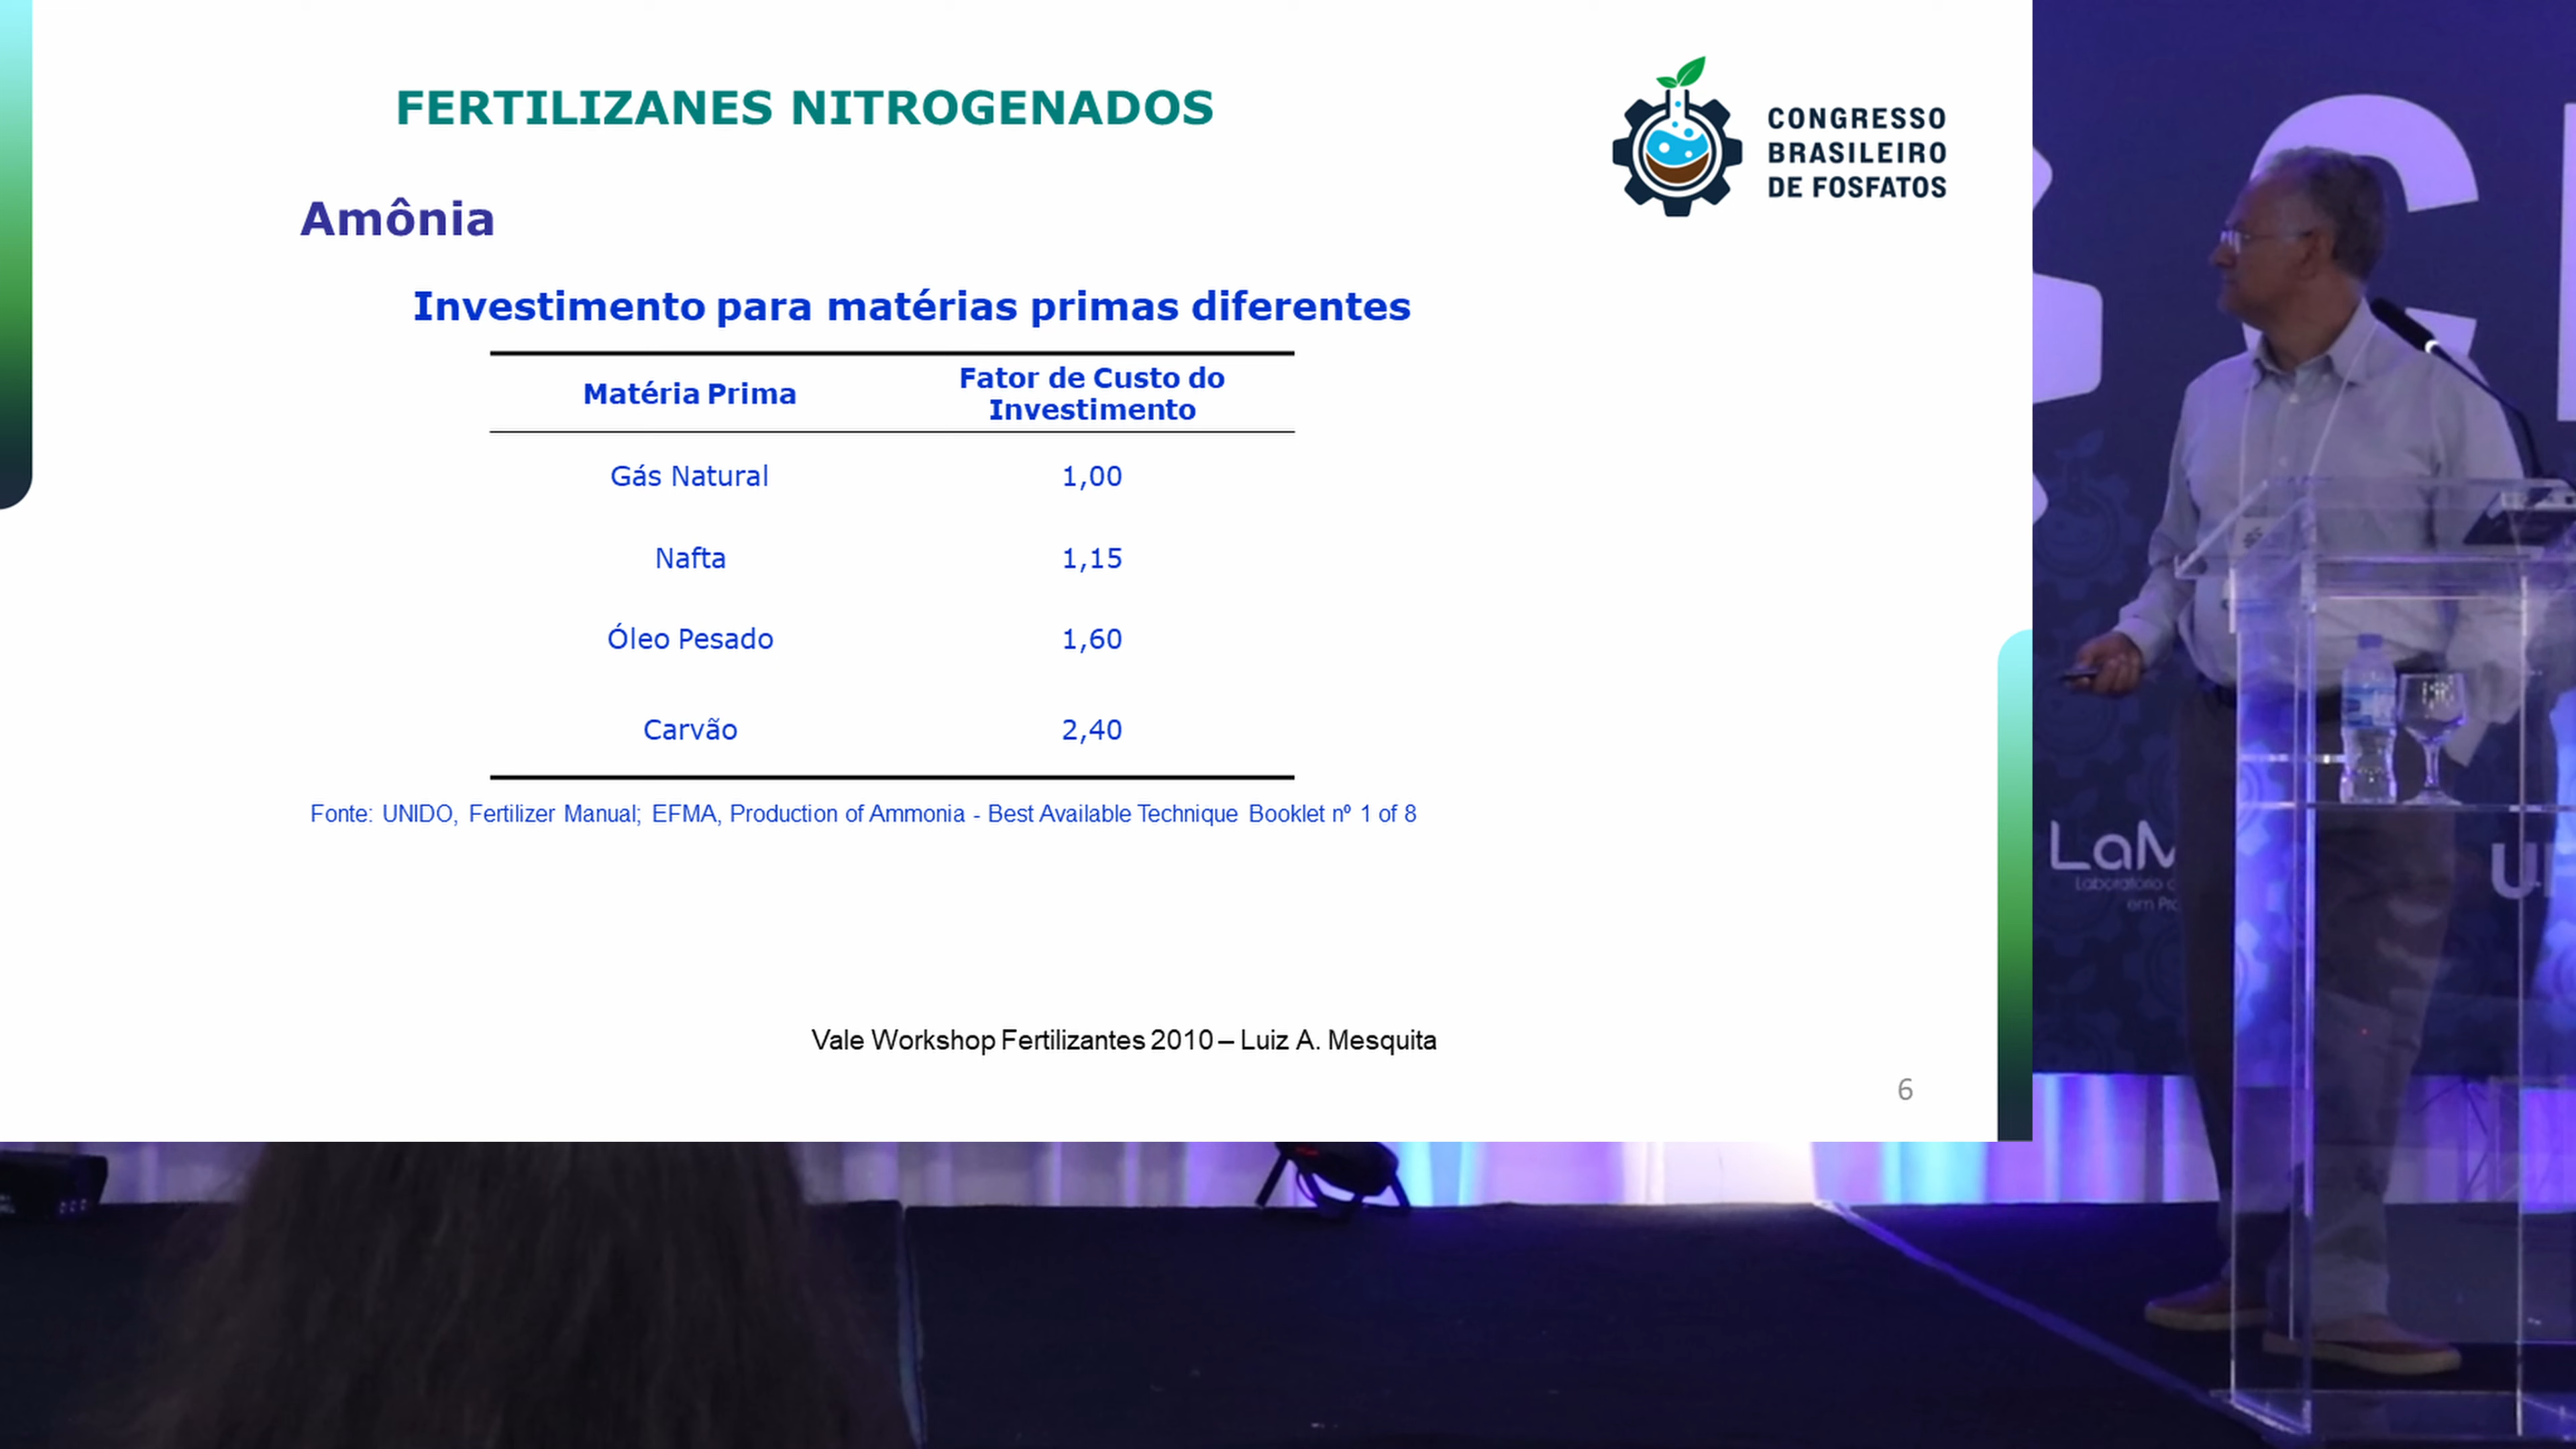 FERTILIZANES NITROGENADOS
CONGRESSO
BRASILEIRO
DE FOSFATOS
Amônia
Investimento para matérias primas diferentes
Matéria Prima
Fator de Custo do
Investimento
Gás Natural 1,00
Nafta 1,15
Óleo Pesado 1,60
Carvão 2,40
Fonte: UNIDO, Fertilizer Manual; EFMA, Production of Ammonia - Best Available Technique Booklet nº 1 of 8
Vale Workshop Fertilizantes 2010 – Luiz A. Mesquita
6